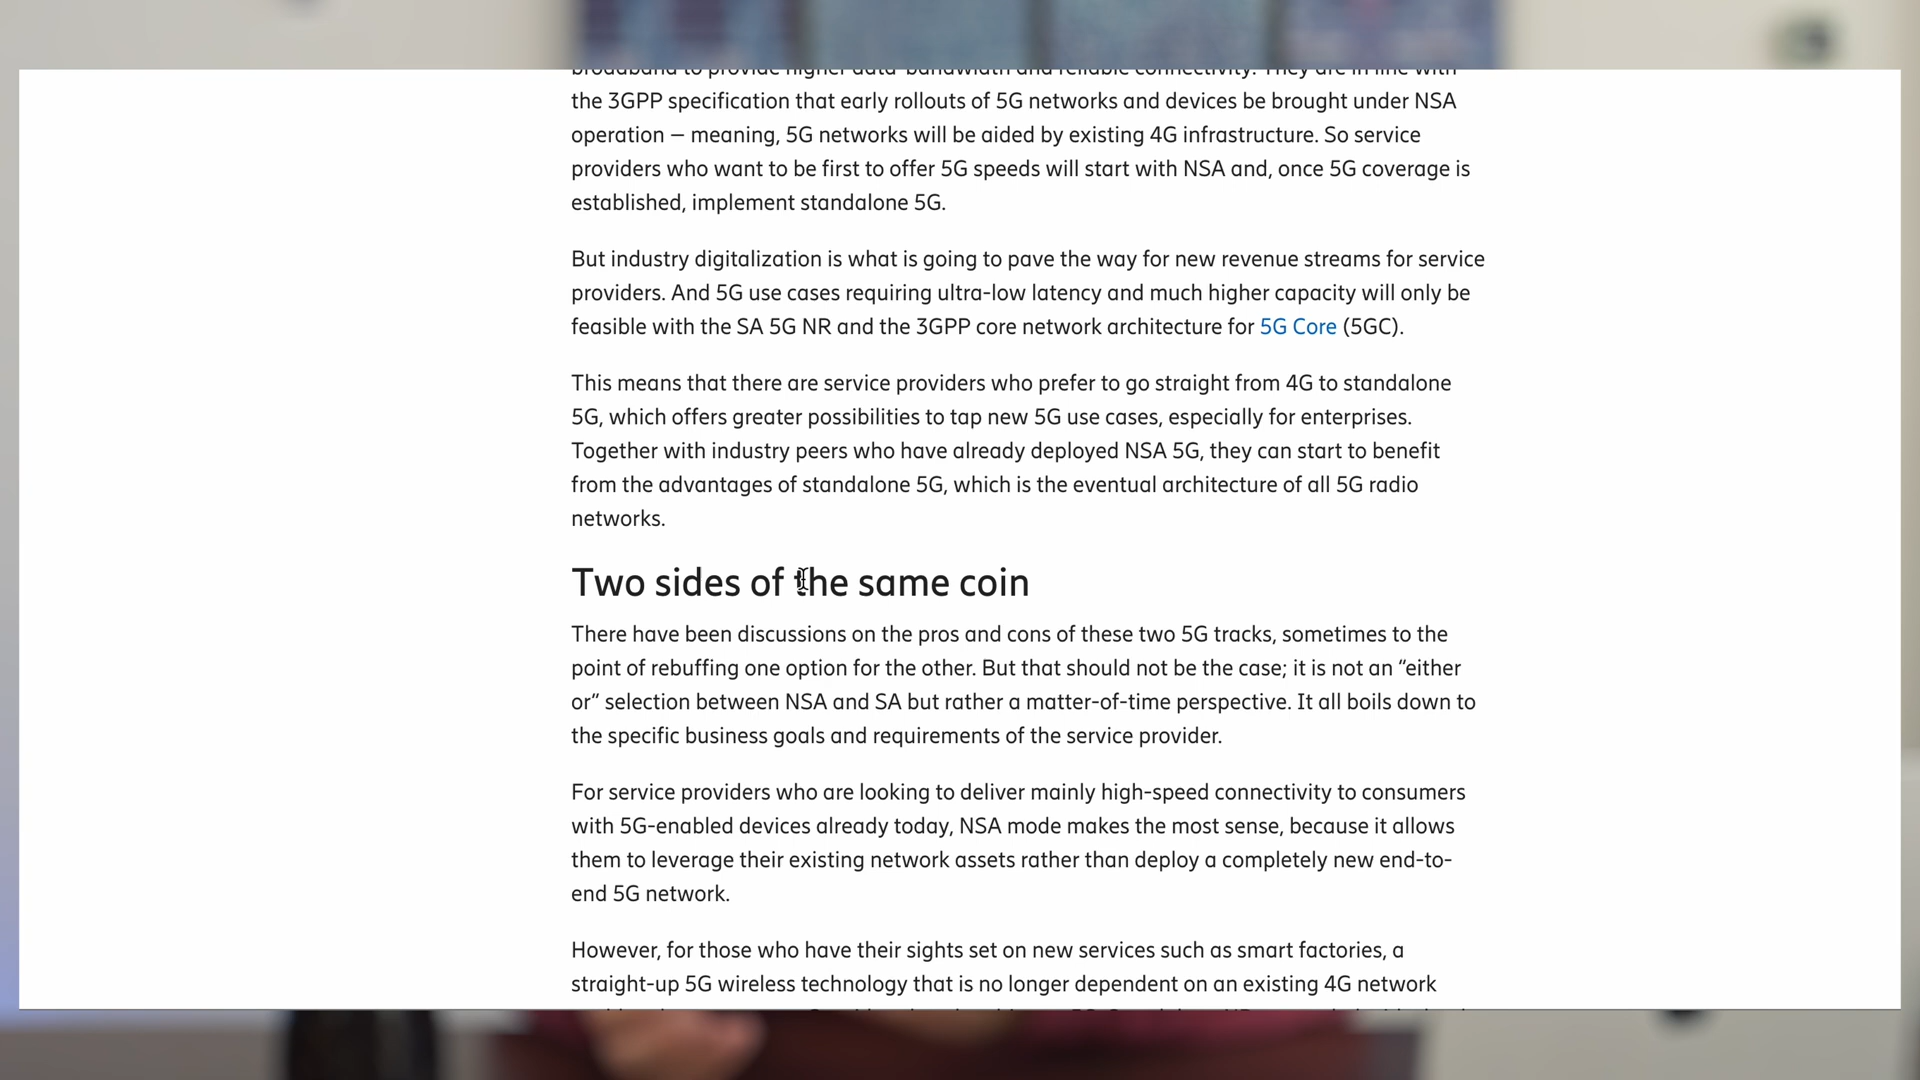 broadband to provide higher data-bandwidth and reliable connectivity. They are in line with
the 3GPP specification that early rollouts of 5G networks and devices be brought under NSA
operation — meaning, 5G networks will be aided by existing 4G infrastructure. So service
providers who want to be first to offer 5G speeds will start with NSA and, once 5G coverage is
established, implement standalone 5G.
But industry digitalization is what is going to pave the way for new revenue streams for service
providers. And 5G use cases requiring ultra-low latency and much higher capacity will only be
feasible with the SA 5G NR and the 3GPP core network architecture for 5G Core (5GC).
This means that there are service providers who prefer to go straight from 4G to standalone
5G, which offers greater possibilities to tap new 5G use cases, especially for enterprises.
Together with industry peers who have already deployed NSA 5G, they can start to benefit
from the advantages of standalone 5G, which is the eventual architecture of all 5G radio
networks.
Two sides of the same coin
There have been discussions on the pros and cons of these two 5G tracks, sometimes to the
point of rebuffing one option for the other. But that should not be the case; it is not an “either
or” selection between NSA and SA but rather a matter-of-time perspective. It all boils down to
the specific business goals and requirements of the service provider.
For service providers who are looking to deliver mainly high-speed connectivity to consumers
with 5G-enabled devices already today, NSA mode makes the most sense, because it allows
them to leverage their existing network assets rather than deploy a completely new end-to-
end 5G network.
However, for those who have their sights set on new services such as smart factories, a
straight-up 5G wireless technology that is no longer dependent on an existing 4G network